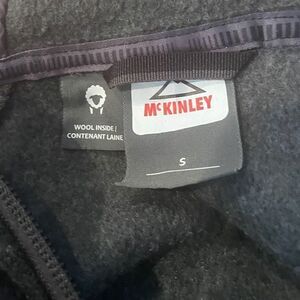 WOOL INSIDE |
CONTENANT LAINE
McKINLEY
S